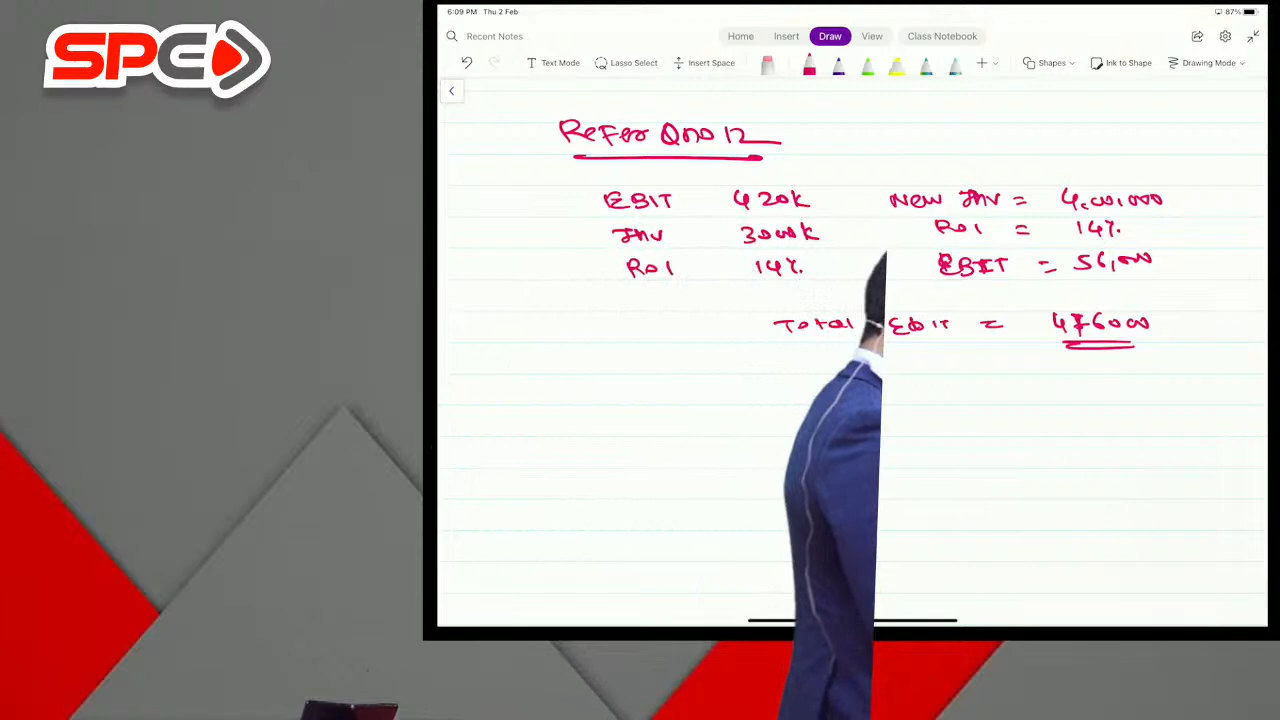 SPED
6:09 PM Thu 2 Feb
87%
Recent Notes
Home Insert Draw View Class Notebook
Text Mode Lasso Select Insert Space Shapes Ink to Shape Drawing Mode
Refer Qno 12
EBIT 420k New Inv = 4,00,000
Inv 3000k ROI = 14%
ROI 14% EBIT = 56,000
Total EBIT = 476000